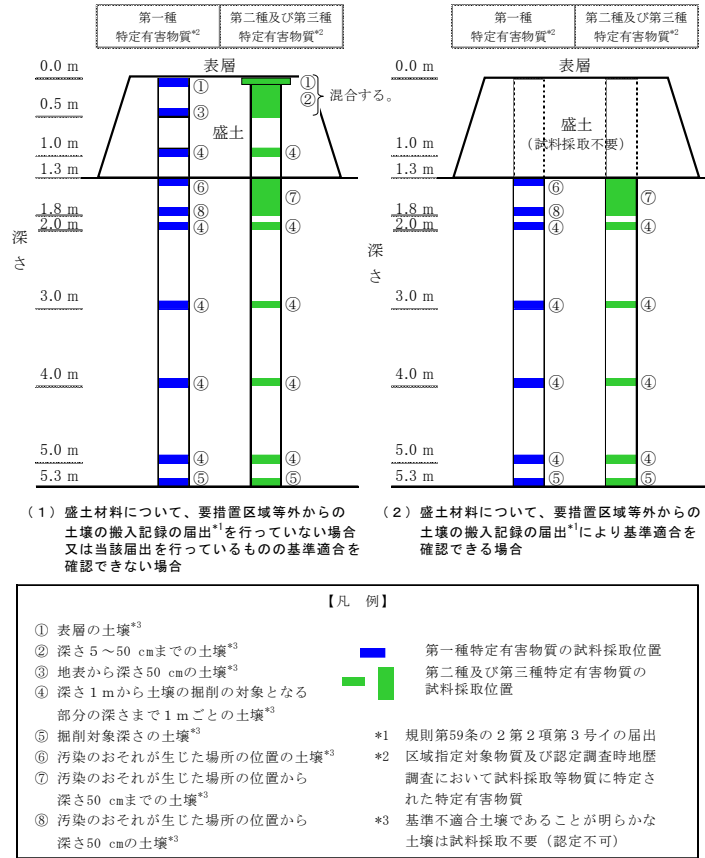 第一種
特定有害物質*2
第二種及び第三種
特定有害物質*2
0.0 m
0.5 m
1.0 m
1.3 m
1.8 m
2.0 m
3.0 m
4.0 m
5.0 m
5.3 m
深さ
表層
盛土
①
③
④
⑥
⑧
④
④
④
④
⑤
①
②
混合する。
④
⑦
④
④
④
④
⑤
第一種
特定有害物質*2
第二種及び第三種
特定有害物質*2
0.0 m
1.0 m
1.3 m
1.8 m
2.0 m
3.0 m
4.0 m
5.0 m
5.3 m
深さ
表層
盛土
(試料採取不要)
⑥
⑧
④
④
④
④
⑤
⑦
④
④
④
④
⑤
(1) 盛土材料について、要措置区域等外からの
土壌の搬入記録の届出*1を行っていない場合
又は当該届出を行っているものの基準適合を
確認できない場合
(2) 盛土材料について、要措置区域等外からの
土壌の搬入記録の届出*1により基準適合を
確認できる場合
【凡 例】
① 表層の土壌*3
② 深さ5~50 cmまでの土壌*3
③ 地表から深さ50 cmの土壌*3
④ 深さ1mから土壌の掘削の対象となる
部分の深さまで1mごとの土壌*3
⑤ 掘削対象深さの土壌*3
⑥ 汚染のおそれが生じた場所の位置の土壌*3
⑦ 汚染のおそれが生じた場所の位置から
深さ50 cmまでの土壌*3
⑧ 汚染のおそれが生じた場所の位置から
深さ50 cmの土壌*3
第一種特定有害物質の試料採取位置
第二種及び第三種特定有害物質の
試料採取位置
*1 規則第59条の2第2項第3号イの届出
*2 区域指定対象物質及び認定調査時地歴
調査において試料採取等物質に特定さ
れた特定有害物質
*3 基準不適合土壌であることが明らかな
土壌は試料採取不要(認定不可)